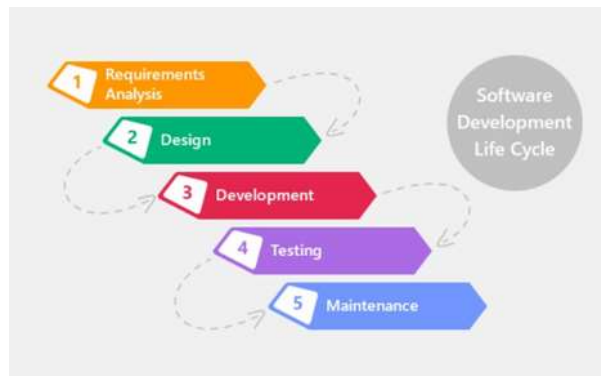 1
Requirements
Analysis
2
Design
3
Development
4
Testing
5
Maintenance
Software
Development
Life Cycle